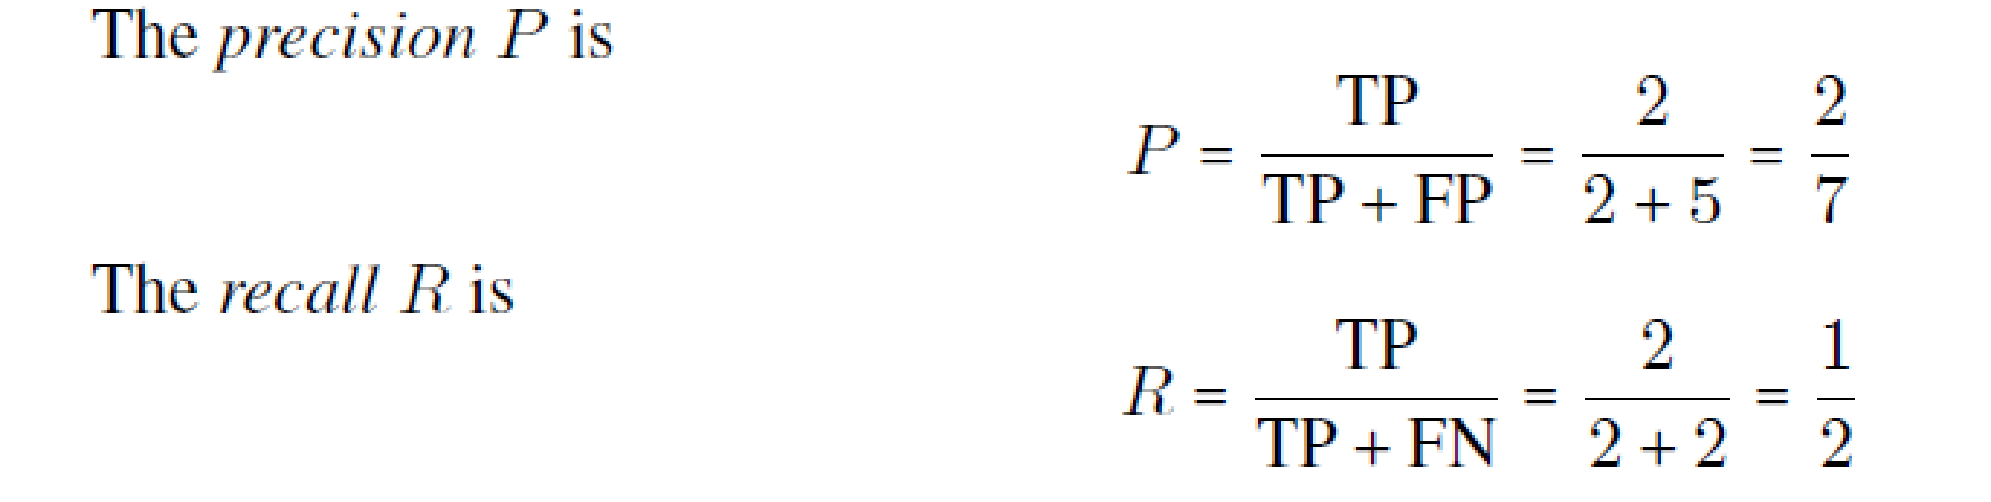 The precision P is
P = TP / (TP + FP) = 2 / (2 + 5) = 2 / 7
The recall R is
R = TP / (TP + FN) = 2 / (2 + 2) = 1 / 2